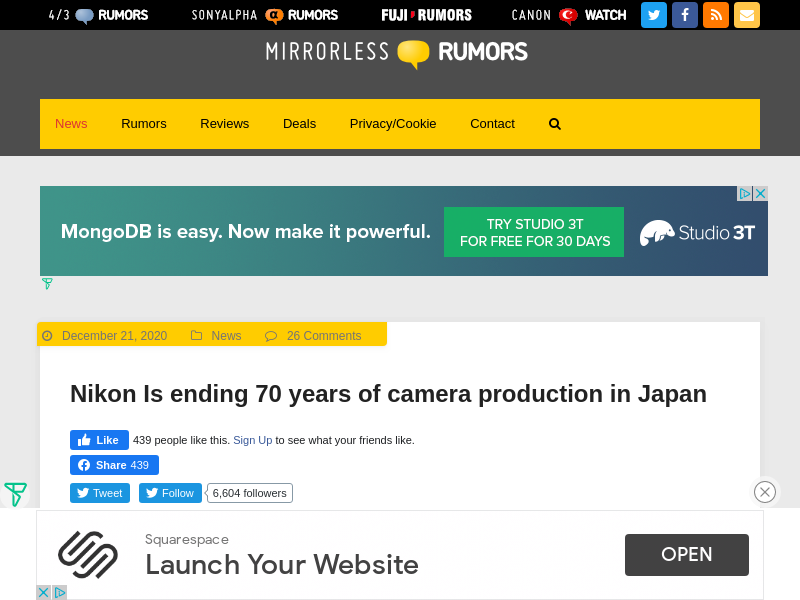 4/3 RUMORS SONYALPHA α RUMORS FUJI RUMORS CANON WATCH
MIRRORLESS RUMORS
News Rumors Reviews Deals Privacy/Cookie Contact
MongoDB is easy. Now make it powerful.
TRY STUDIO 3T
FOR FREE FOR 30 DAYS
Studio 3T
December 21, 2020 News 26 Comments
Nikon Is ending 70 years of camera production in Japan
Like 439 people like this. Sign Up to see what your friends like.
Share 439
Tweet Follow 6,604 followers
Squarespace
Launch Your Website
OPEN